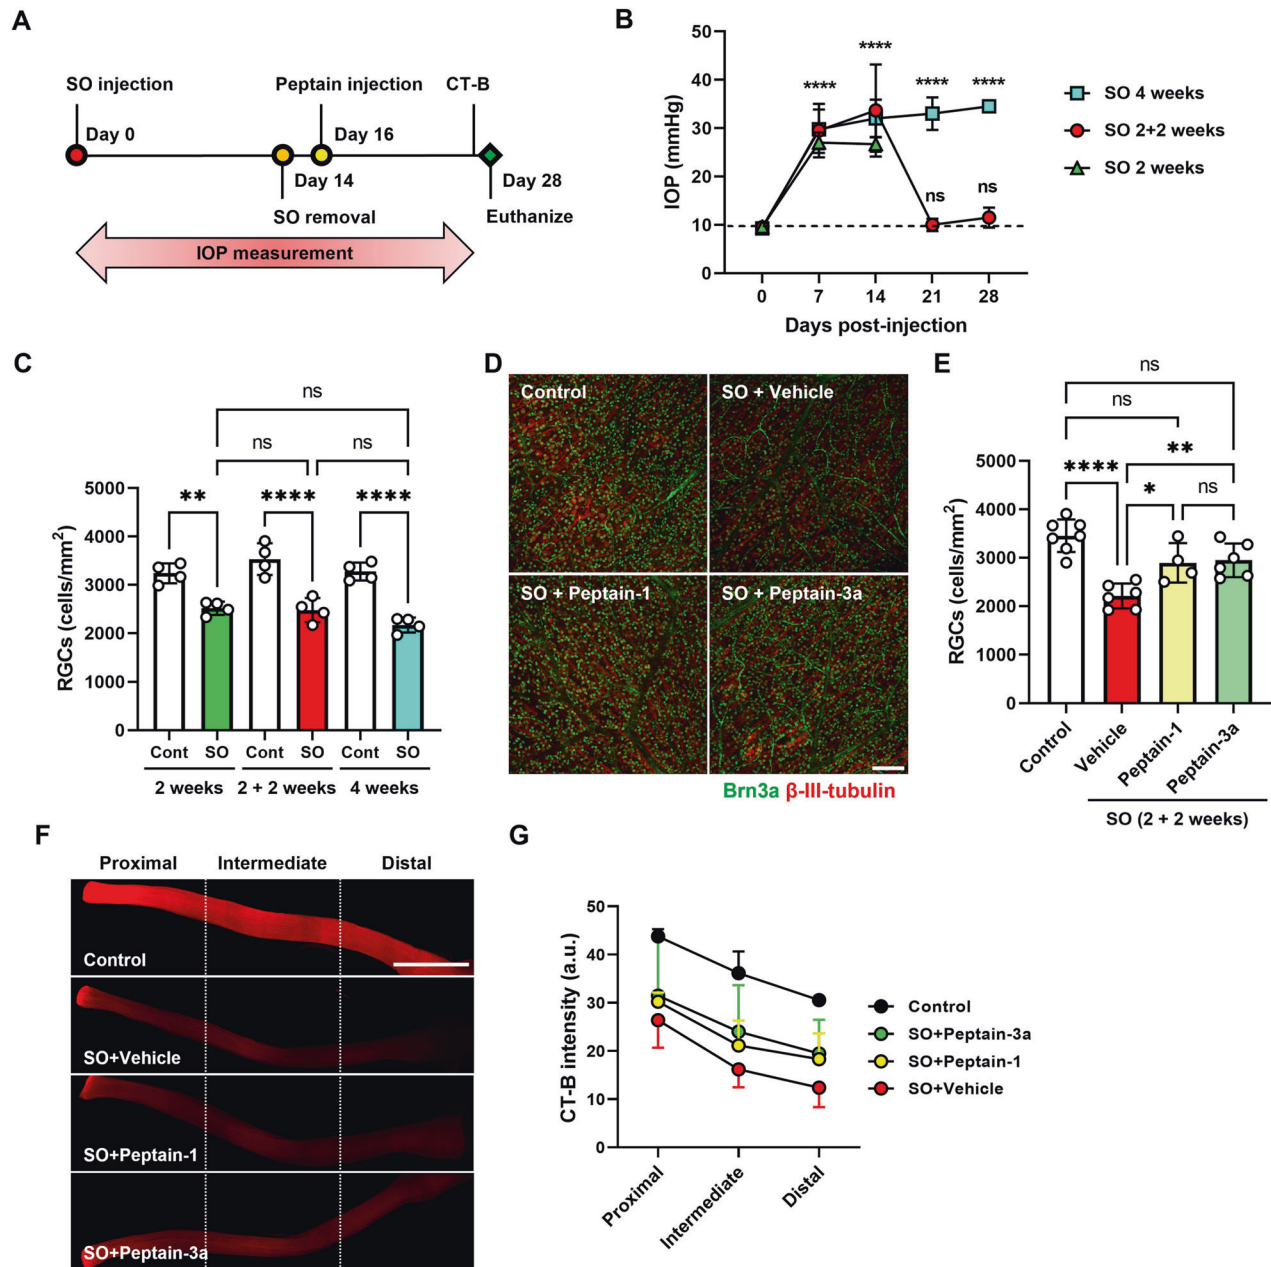 A
SO injection
Peptain injection
CT-B
Day 0
Day 16
Day 14
Day 28
SO removal
Euthanize
IOP measurement
B
IOP (mmHg)
50
40
30
20
10
0
****
****
****
****
ns
ns
0 7 14 21 28
Days post-injection
SO 4 weeks
SO 2+2 weeks
SO 2 weeks
C
RGCs (cells/mm²)
5000
4000
3000
2000
1000
0
ns
ns
ns
**
****
****
Cont SO Cont SO Cont SO
2 weeks 2 + 2 weeks 4 weeks
D
Control
SO + Vehicle
SO + Peptain-1
SO + Peptain-3a
Brn3a β-III-tubulin
E
RGCs (cells/mm²)
5000
4000
3000
2000
1000
0
ns
ns
**
****
*
ns
Control
Vehicle
Peptain-1
Peptain-3a
SO (2 + 2 weeks)
F
Proximal Intermediate Distal
Control
SO+Vehicle
SO+Peptain-1
SO+Peptain-3a
G
CT-B intensity (a.u.)
50
40
30
20
10
0
Proximal
Intermediate
Distal
Control
SO+Peptain-3a
SO+Peptain-1
SO+Vehicle